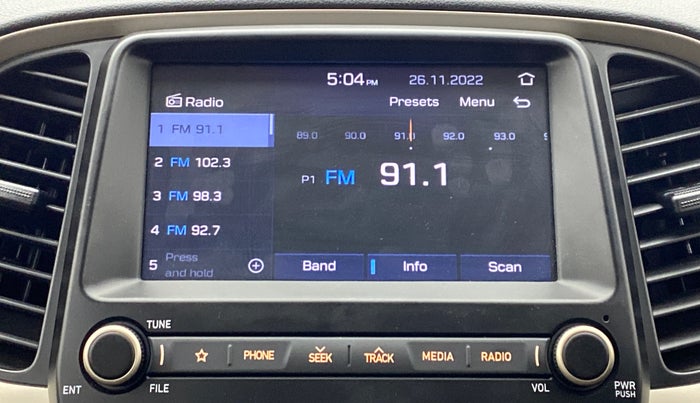 5:04 PM 26.11.2022
Radio Presets Menu
1 FM 91.1
89.0 90.0 91.0 92.0 93.0
2 FM 102.3
P1 FM 91.1
3 FM 98.3
4 FM 92.7
5 Press and hold
Band Info Scan
TUNE
PHONE SEEK TRACK MEDIA RADIO
ENT FILE VOL PWR PUSH